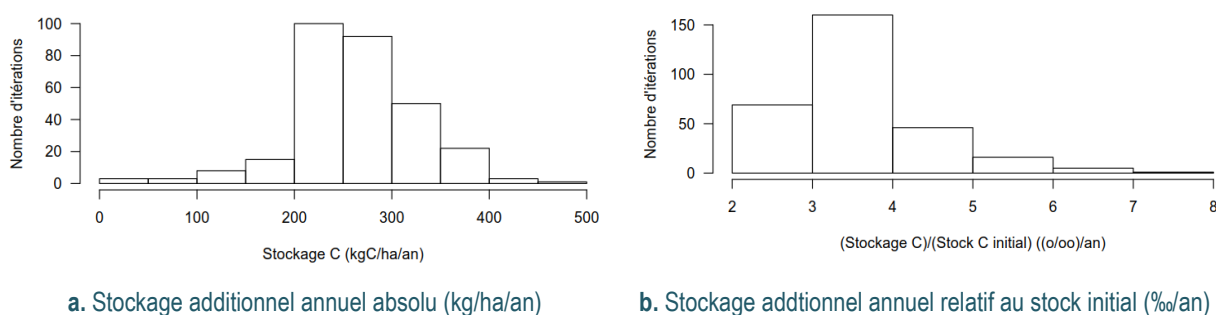 Nombre d'itérations
100
80
60
40
20
0
0 100 200 300 400 500
Stockage C (kgC/ha/an)
a. Stockage additionnel annuel absolu (kg/ha/an)
Nombre d'itérations
150
100
50
0
2 3 4 5 6 7 8
(Stockage C)/(Stock C initial) ((o/oo)/an)
b. Stockage addtionnel annuel relatif au stock initial (‰/an)